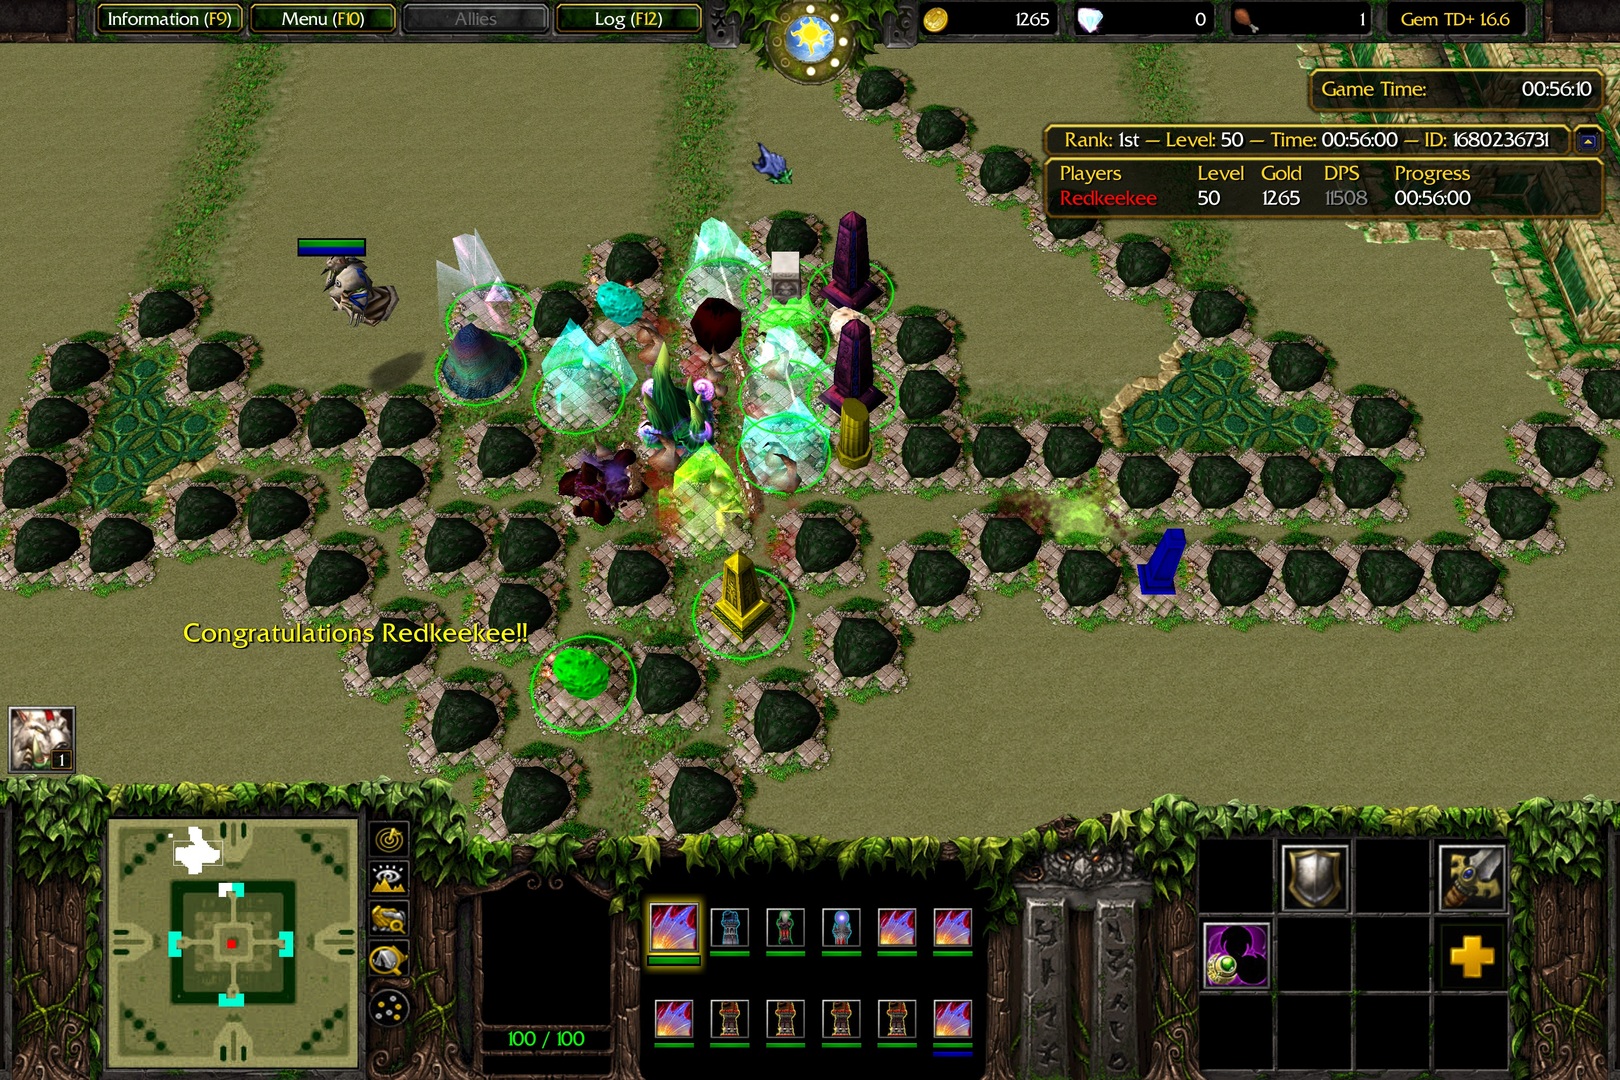 Information (F9) Menu (F10) Allies Log (F12) 1265 0 1 Gem TD+ 1.6.6
Game Time: 00:56:10
Rank: 1st – Level: 50 – Time: 00:56:00 – ID: 1680236731
Players Level Gold DPS Progress
Redkeekee 50 1265 11508 00:56:00
Congratulations Redkeekee!!
1
100 / 100